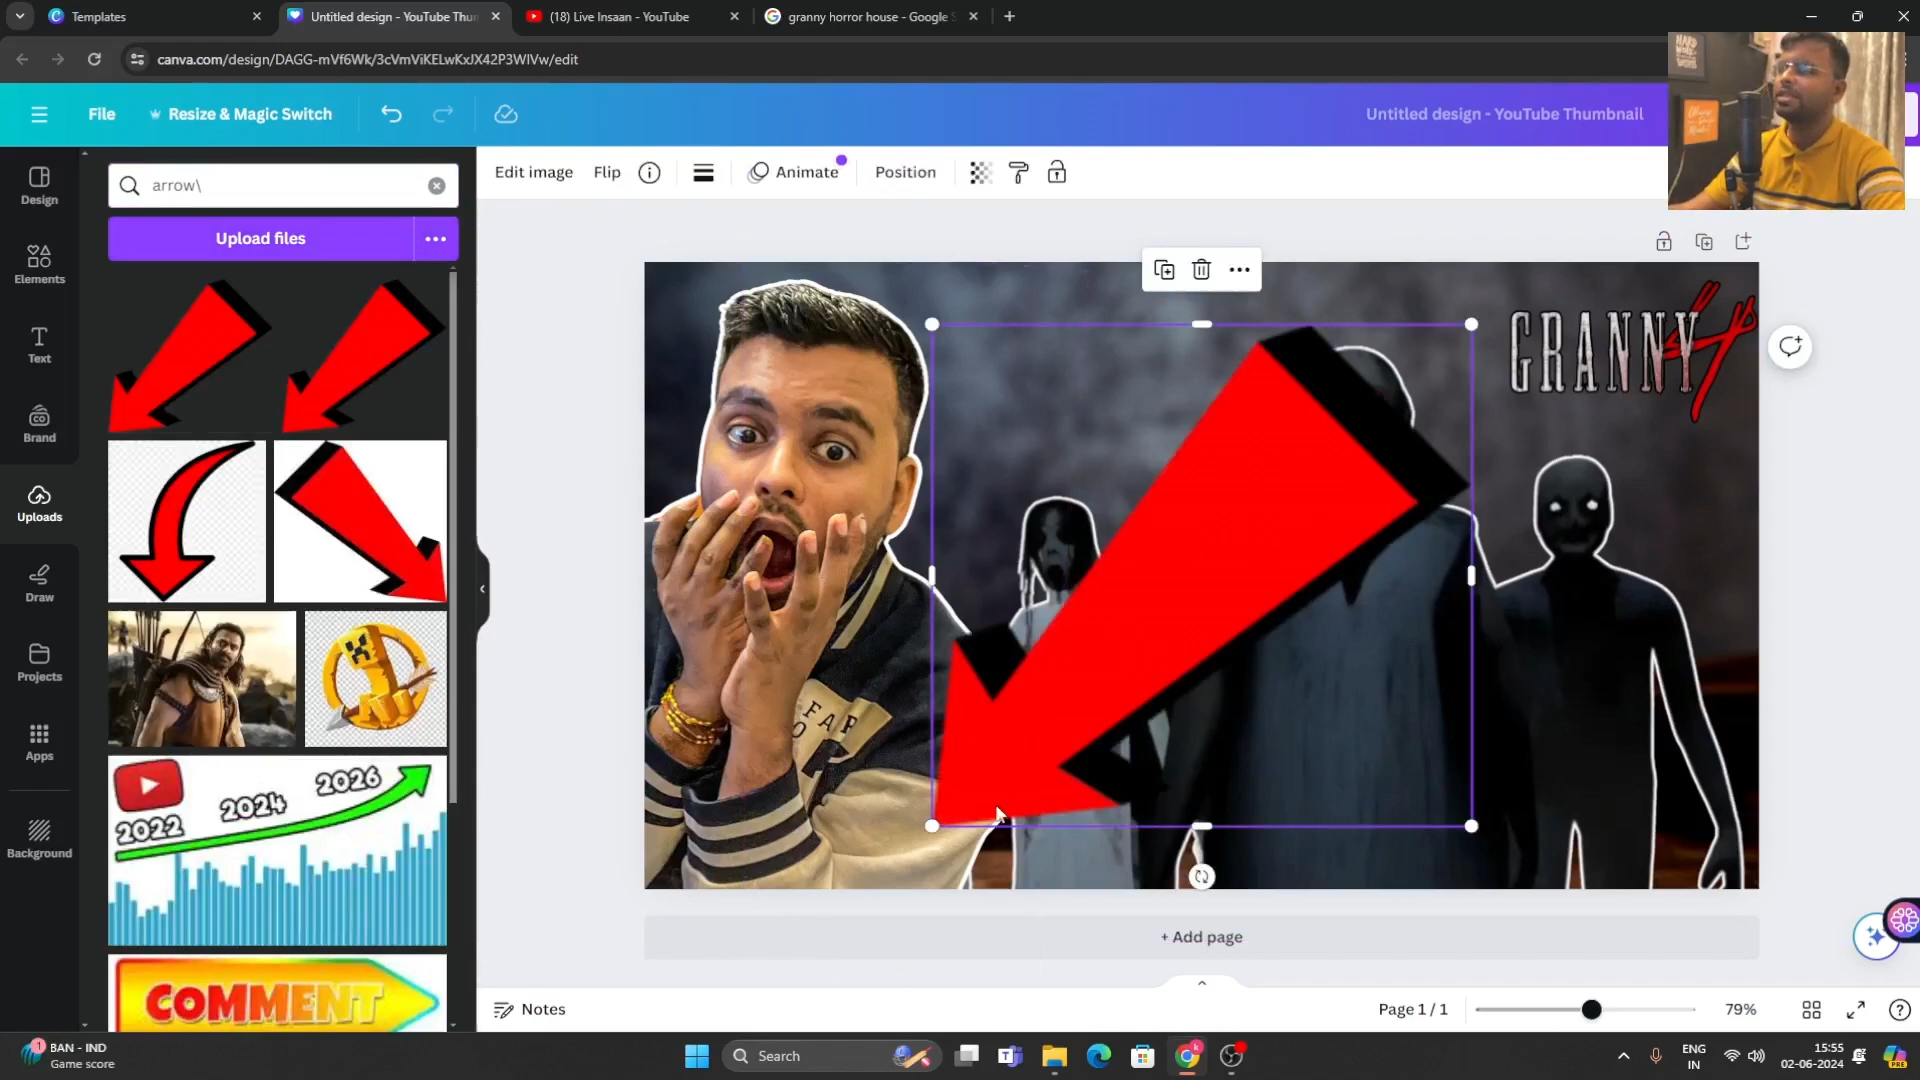 Templates
Untitled design - YouTube Thun
(18) Live Insaan - YouTube
granny horror house - Google S
canva.com/design/DAGG-mVf6Wk/3cVmViKELwKxJX42P3WIVw/edit
File
Resize & Magic Switch
Untitled design - YouTube Thumbnail
arrow\
Edit image
Flip
Animate
Position
Design
Upload files
Elements
Text
Brand
Uploads
Draw
Projects
Apps
Background
2022
2024
2026
COMMENT
GRANNY
FAR
+ Add page
Notes
Page 1 / 1
79%
BAN - IND
Game score
1
Search
ENG
IN
15:55
02-06-2024